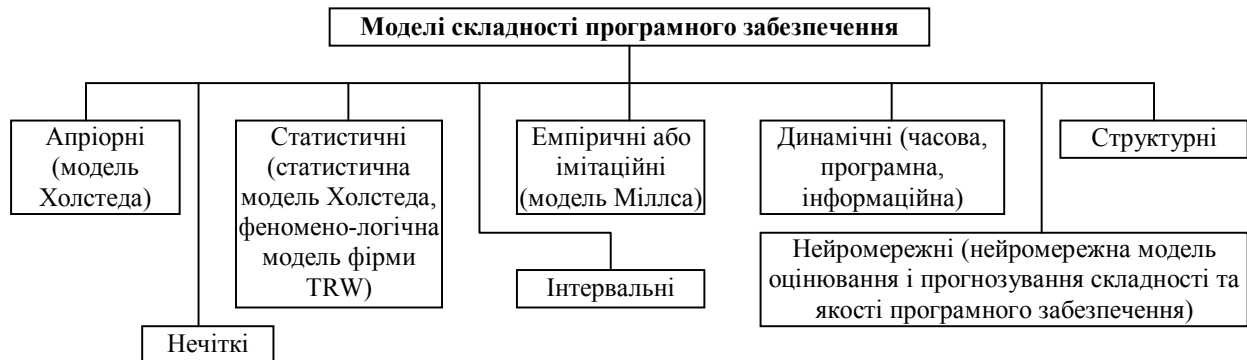 Моделі складності програмного забезпечення
Апріорні
(модель
Холстеда)
Статистичні
(статистична
модель Холстеда,
феномено-логічна
модель фірми
TRW)
Емпіричні або
імітаційні
(модель Міллса)
Динамічні (часова,
програмна,
інформаційна)
Структурні
Нечіткі
Інтервальні
Нейромережні (нейромережна модель
оцінювання і прогнозування складності та
якості програмного забезпечення)